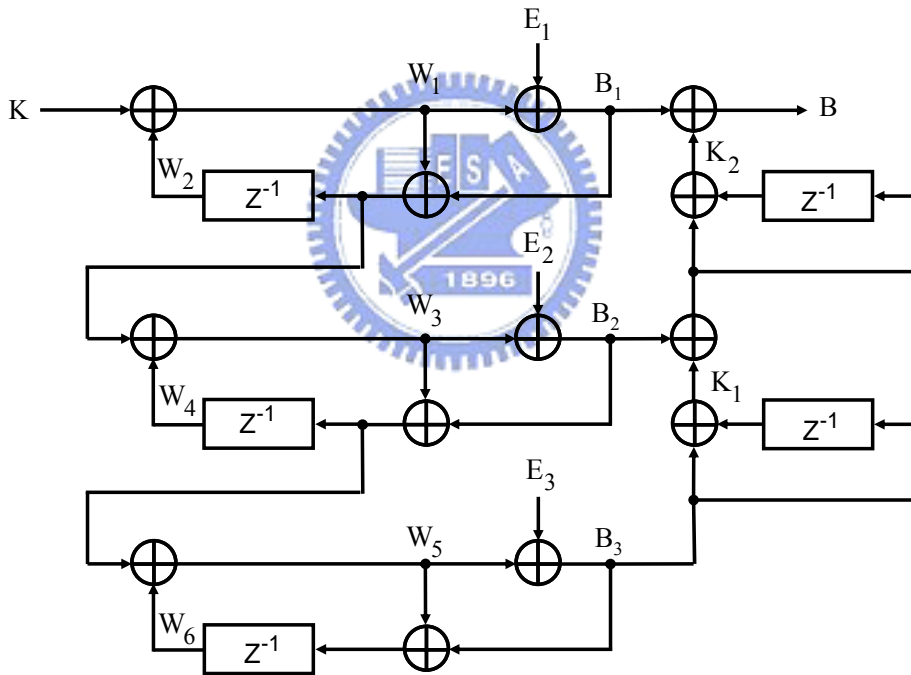 E₁
K W₁ B₁ B
W₂ Z⁻¹ K₂ Z⁻¹
E S A
E₂
1896
W₃ B₂
W₄ Z⁻¹ K₁ Z⁻¹
E₃
W₅ B₃
W₆ Z⁻¹